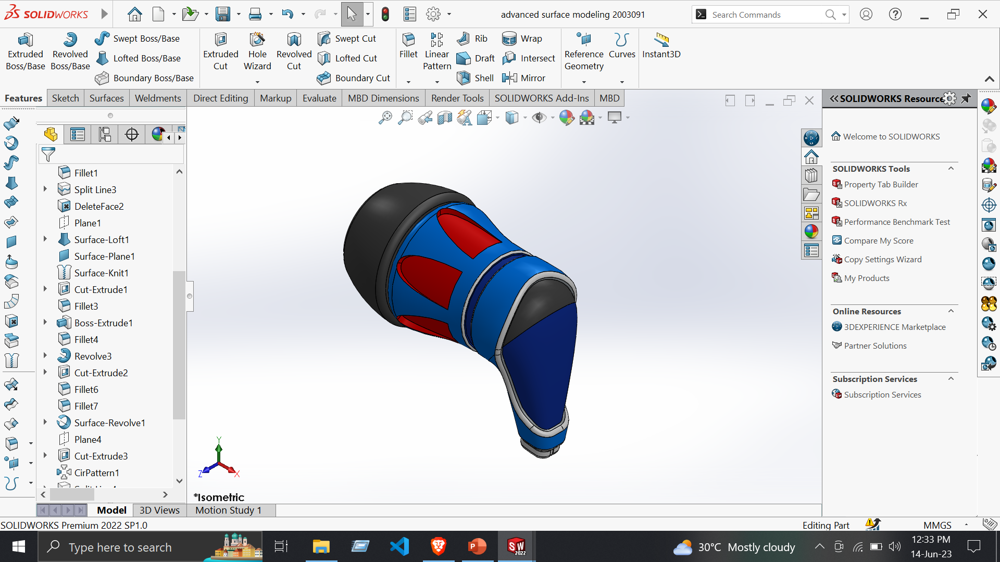 SOLIDWORKS
advanced surface modeling 2003091
Search Commands
Extruded Boss/Base
Revolved Boss/Base
Swept Boss/Base
Lofted Boss/Base
Boundary Boss/Base
Extruded Cut
Hole Wizard
Revolved Cut
Swept Cut
Lofted Cut
Boundary Cut
Fillet
Linear Pattern
Rib
Draft
Shell
Wrap
Intersect
Mirror
Reference Geometry
Curves
Instant3D
Features
Sketch
Surfaces
Weldments
Direct Editing
Markup
Evaluate
MBD Dimensions
Render Tools
SOLIDWORKS Add-Ins
MBD
Fillet1
Split Line3
DeleteFace2
Plane1
Surface-Loft1
Surface-Plane1
Surface-Knit1
Cut-Extrude1
Fillet3
Boss-Extrude1
Fillet4
Revolve3
Cut-Extrude2
Fillet6
Fillet7
Surface-Revolve1
Plane4
Cut-Extrude3
CirPattern1
Y
Z
X
*Isometric
Model
3D Views
Motion Study 1
SOLIDWORKS Resource
Welcome to SOLIDWORKS
SOLIDWORKS Tools
Property Tab Builder
SOLIDWORKS Rx
Performance Benchmark Test
Compare My Score
Copy Settings Wizard
My Products
Online Resources
3DEXPERIENCE Marketplace
Partner Solutions
Subscription Services
Subscription Services
SOLIDWORKS Premium 2022 SP1.0
Editing Part
MMGS
Type here to search
P
SW
2022
30°C Mostly cloudy
12:33 PM
14-Jun-23